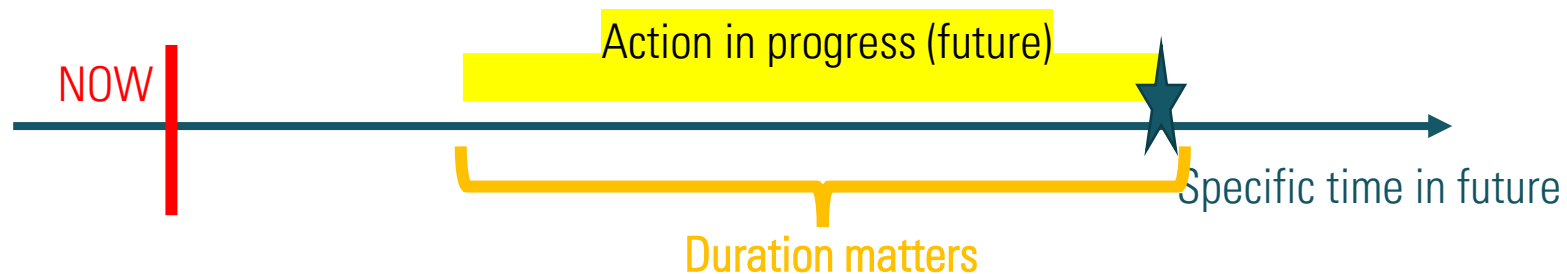 Action in progress (future)
NOW
Specific time in future
Duration matters